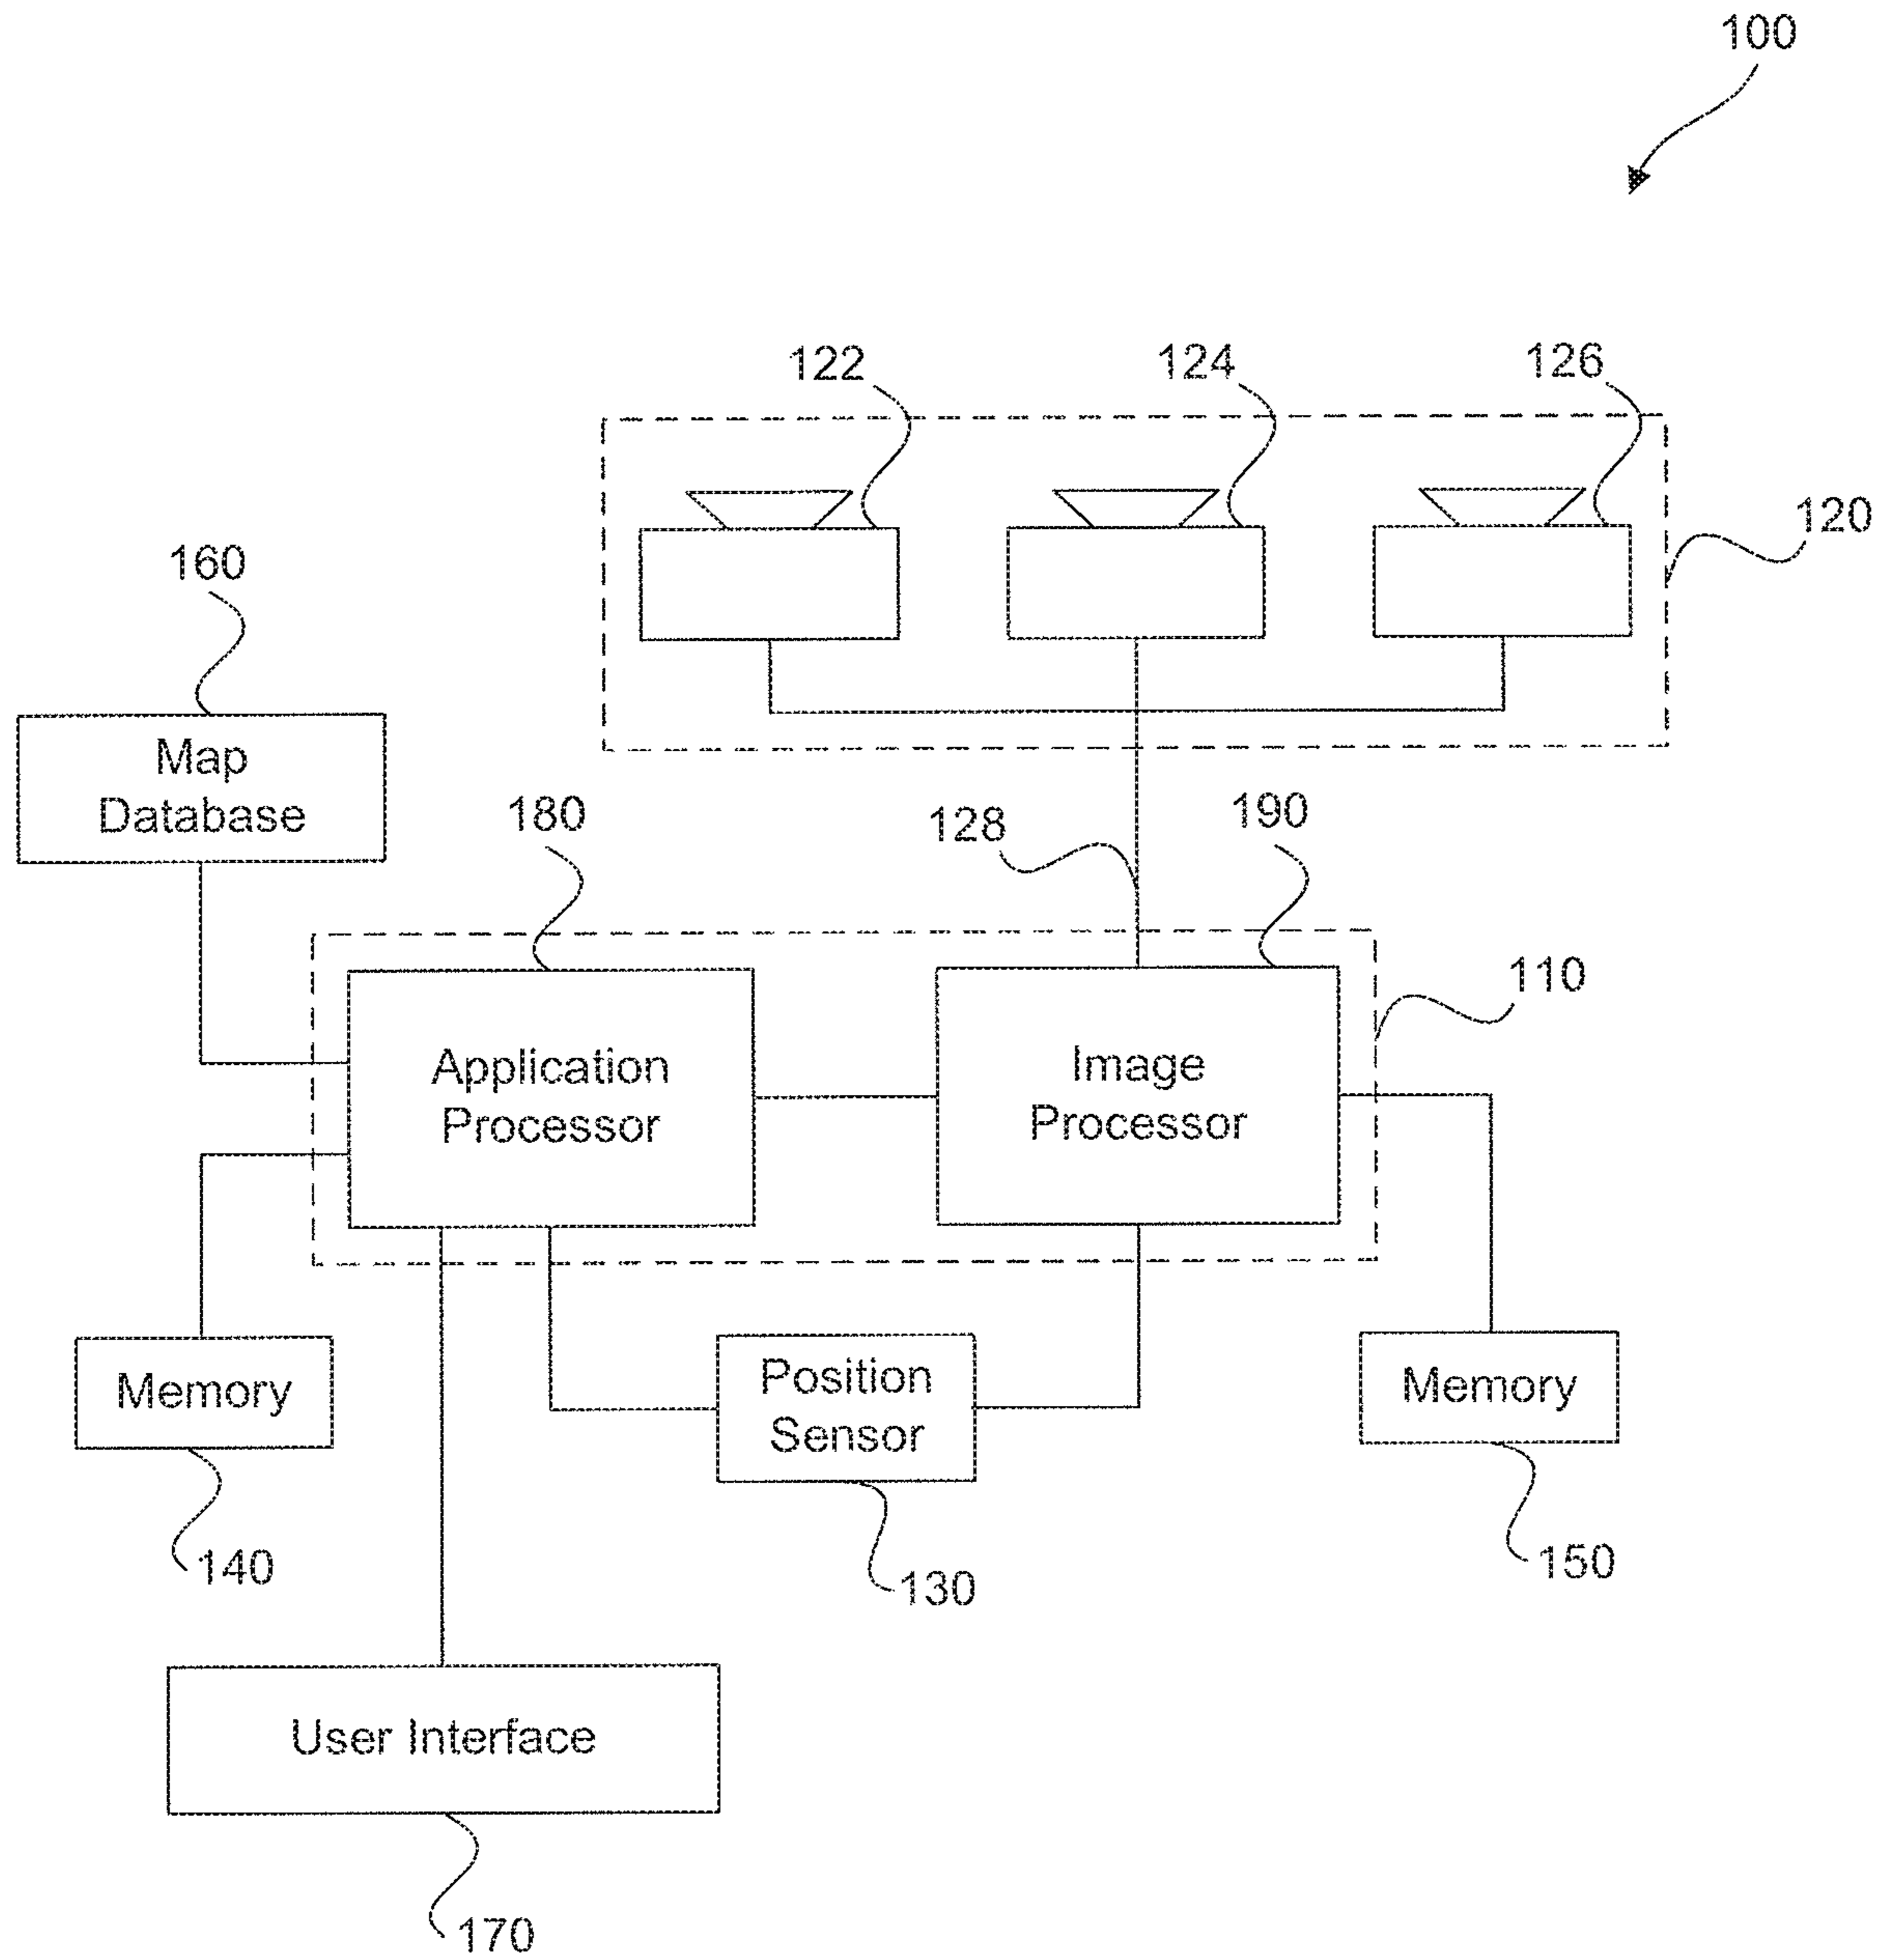 100
122
124
126
120
160
Map
Database
180
128
190
110
Application
Processor
Image
Processor
Memory
Position
Sensor
Memory
140
130
150
User Interface
170